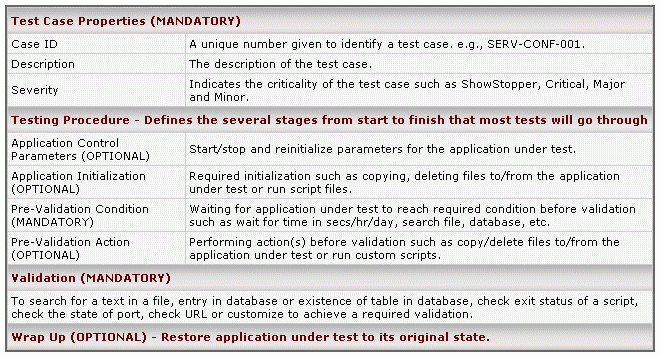 Test Case Properties (MANDATORY)
Case ID
A unique number given to identify a test case. e.g., SERV-CONF-001.
Description
The description of the test case.
Severity
Indicates the criticality of the test case such as ShowStopper, Critical, Major
and Minor.
Testing Procedure - Defines the several stages from start to finish that most tests will go through
Application Control
Parameters (OPTIONAL)
Start/stop and reinitialize parameters for the application under test.
Application Initialization
(OPTIONAL)
Required initialization such as copying, deleting files to/from the application
under test or run script files.
Pre-Validation Condition
(MANDATORY)
Waiting for application under test to reach required condition before validation
such as wait for time in secs/hr/day, search file, database, etc.
Pre-Validation Action
(OPTIONAL)
Performing action(s) before validation such as copy/delete files to/from the
application under test or run custom scripts.
Validation (MANDATORY)
To search for a text in a file, entry in database or existence of table in database, check exit status of a script,
check the state of port, check URL or customize to achieve a required validation.
Wrap Up (OPTIONAL) - Restore application under test to its original state.